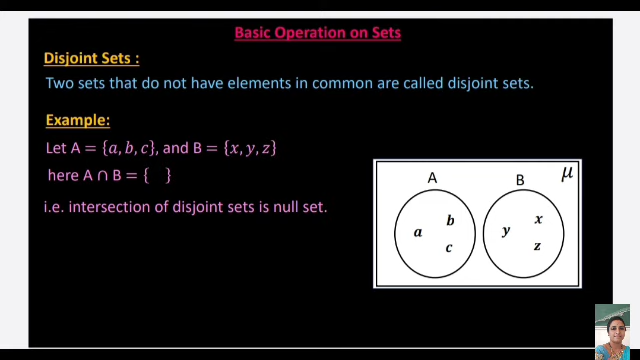 Basic Operation on Sets
Disjoint Sets :
Two sets that do not have elements in common are called disjoint sets.
Example:
Let A = {a, b, c}, and B = {x, y, z}
here A ∩ B = {  }
i.e. intersection of disjoint sets is null set.
A B μ
a b c y x z